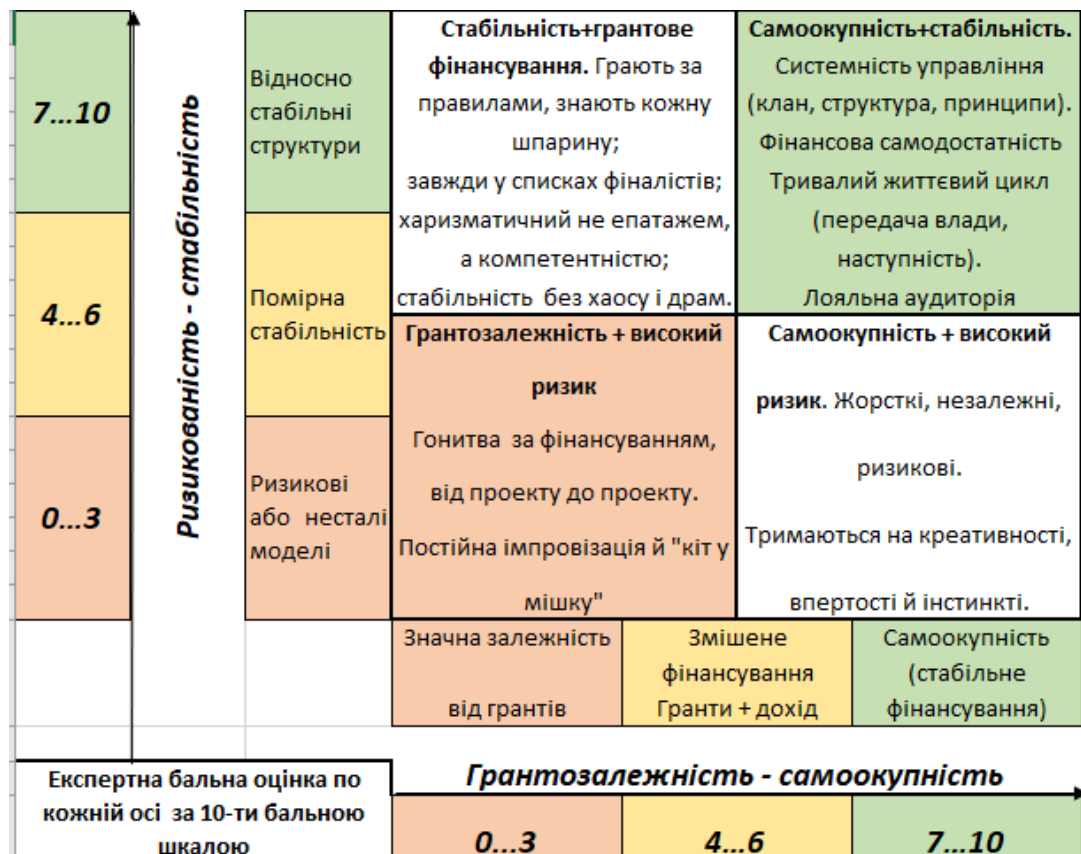 7...10
4...6
0...3
Ризикованість - стабільність
Відносно
стабільні
структури
Помірна
стабільність
Ризикові
або несталі
моделі
Стабільність+грантове
фінансування. Грають за
правилами, знають кожну
шпарину;
завжди у списках фіналістів;
харизматичний не епатажем,
а компетентністю;
стабільність без хаосу і драм.
Самоокупність+стабільність.
Системність управління
(клан, структура, принципи).
Фінансова самодостатність
Тривалий життєвий цикл
(передача влади,
наступність).
Лояльна аудиторія
Грантозалежність + високий
ризик
Гонитва за фінансуванням,
від проекту до проекту.
Постійна імпровізація й "кіт у
мішку"
Самоокупність + високий
ризик. Жорсткі, незалежні,
ризикові.
Тримаються на креативності,
впертості й інстинкті.
Значна залежність
від грантів
Змішене
фінансування
Гранти + дохід
Самоокупність
(стабільне
фінансування)
Експертна бальна оцінка по
кожній осі за 10-ти бальною
шкалою
Грантозалежність - самоокупність
0...3
4...6
7...10